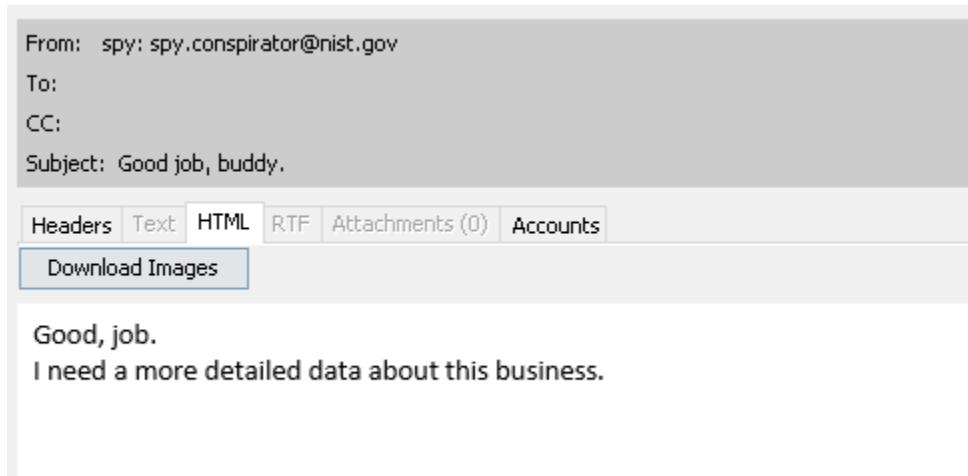 From: spy: spy.conspirator@nist.gov
To:
CC:
Subject: Good job, buddy.
Headers Text HTML RTF Attachments (0) Accounts
Download Images
Good, job.
I need a more detailed data about this business.